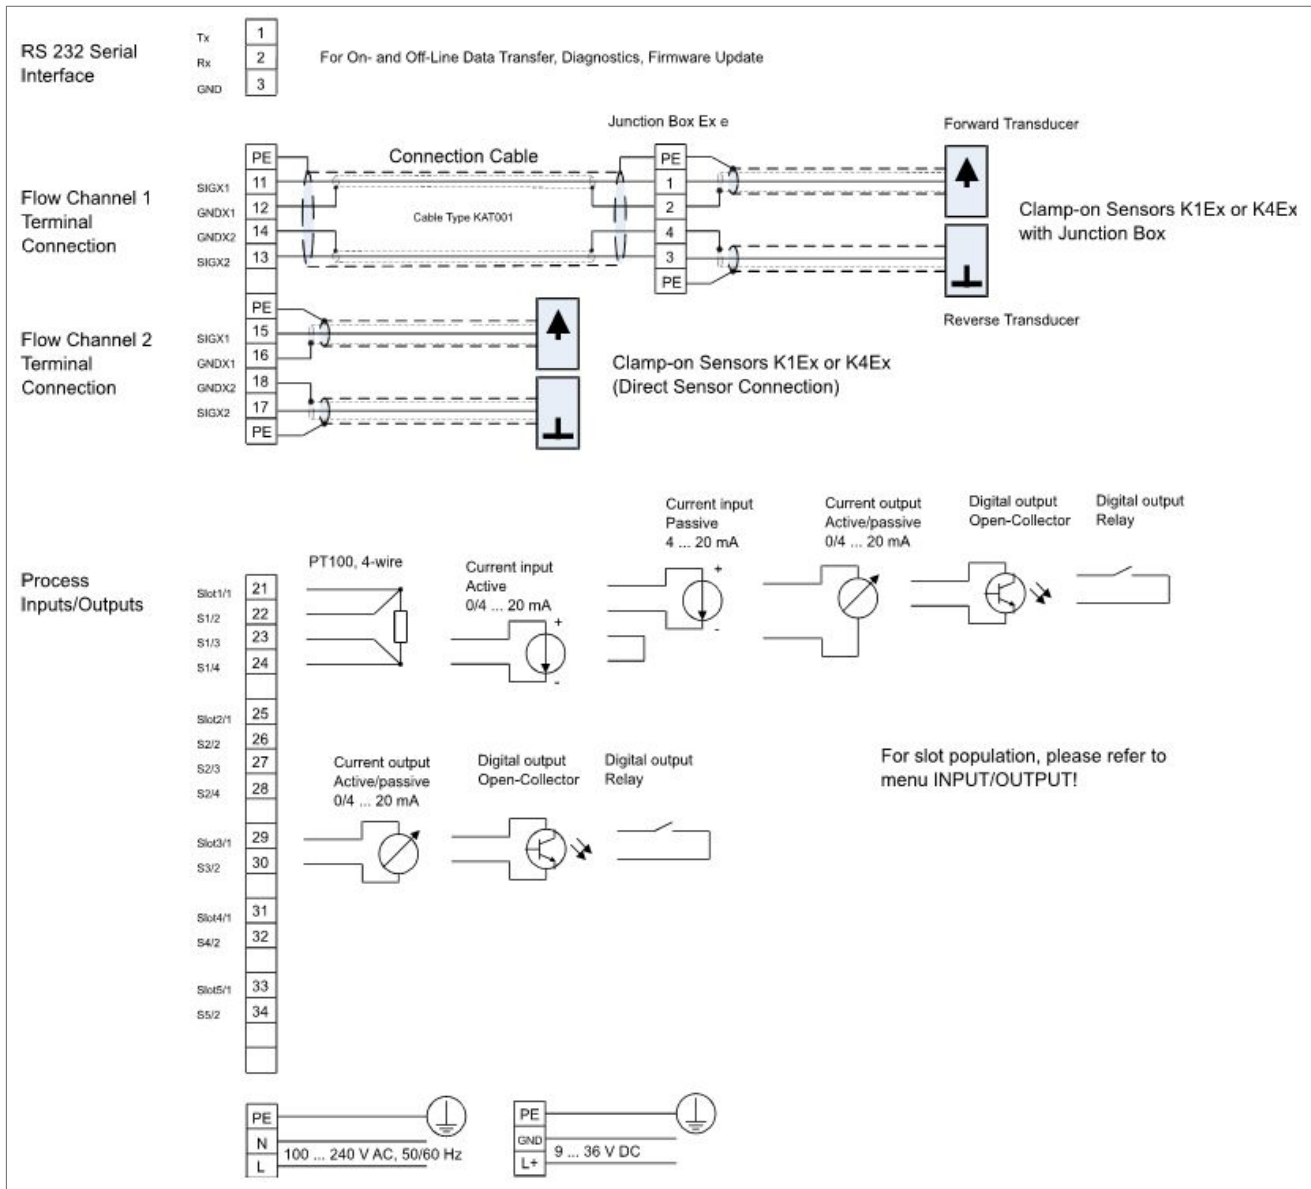 RS 232 Serial
Interface
Tx 1
Rx 2
GND 3
For On- and Off-Line Data Transfer, Diagnostics, Firmware Update
Junction Box Ex e
Forward Transducer
Flow Channel 1
Terminal
Connection
PE
SIGX1 11
GNDX1 12
GNDX2 14
SIGX2 13
Connection Cable
Cable Type KAT001
PE
1
2
4
3
PE
Clamp-on Sensors K1Ex or K4Ex
with Junction Box
Reverse Transducer
Flow Channel 2
Terminal
Connection
PE
SIGX1 15
GNDX1 16
GNDX2 18
SIGX2 17
PE
Clamp-on Sensors K1Ex or K4Ex
(Direct Sensor Connection)
Process
Inputs/Outputs
PT100, 4-wire
Current input
Active
0/4 ... 20 mA
+
-
Current input
Passive
4 ... 20 mA
+
-
Current output
Active/passive
0/4 ... 20 mA
Digital output
Open-Collector
Digital output
Relay
Slot1/1 21
S1/2 22
S1/3 23
S1/4 24
Slot2/1 25
S2/2 26
S2/3 27
S2/4 28
For slot population, please refer to
menu INPUT/OUTPUT!
Current output
Active/passive
0/4 ... 20 mA
Digital output
Open-Collector
Digital output
Relay
Slot3/1 29
S3/2 30
Slot4/1 31
S4/2 32
Slot5/1 33
S5/2 34
PE
N
L
100 ... 240 V AC, 50/60 Hz
PE
GND
L+
9 ... 36 V DC